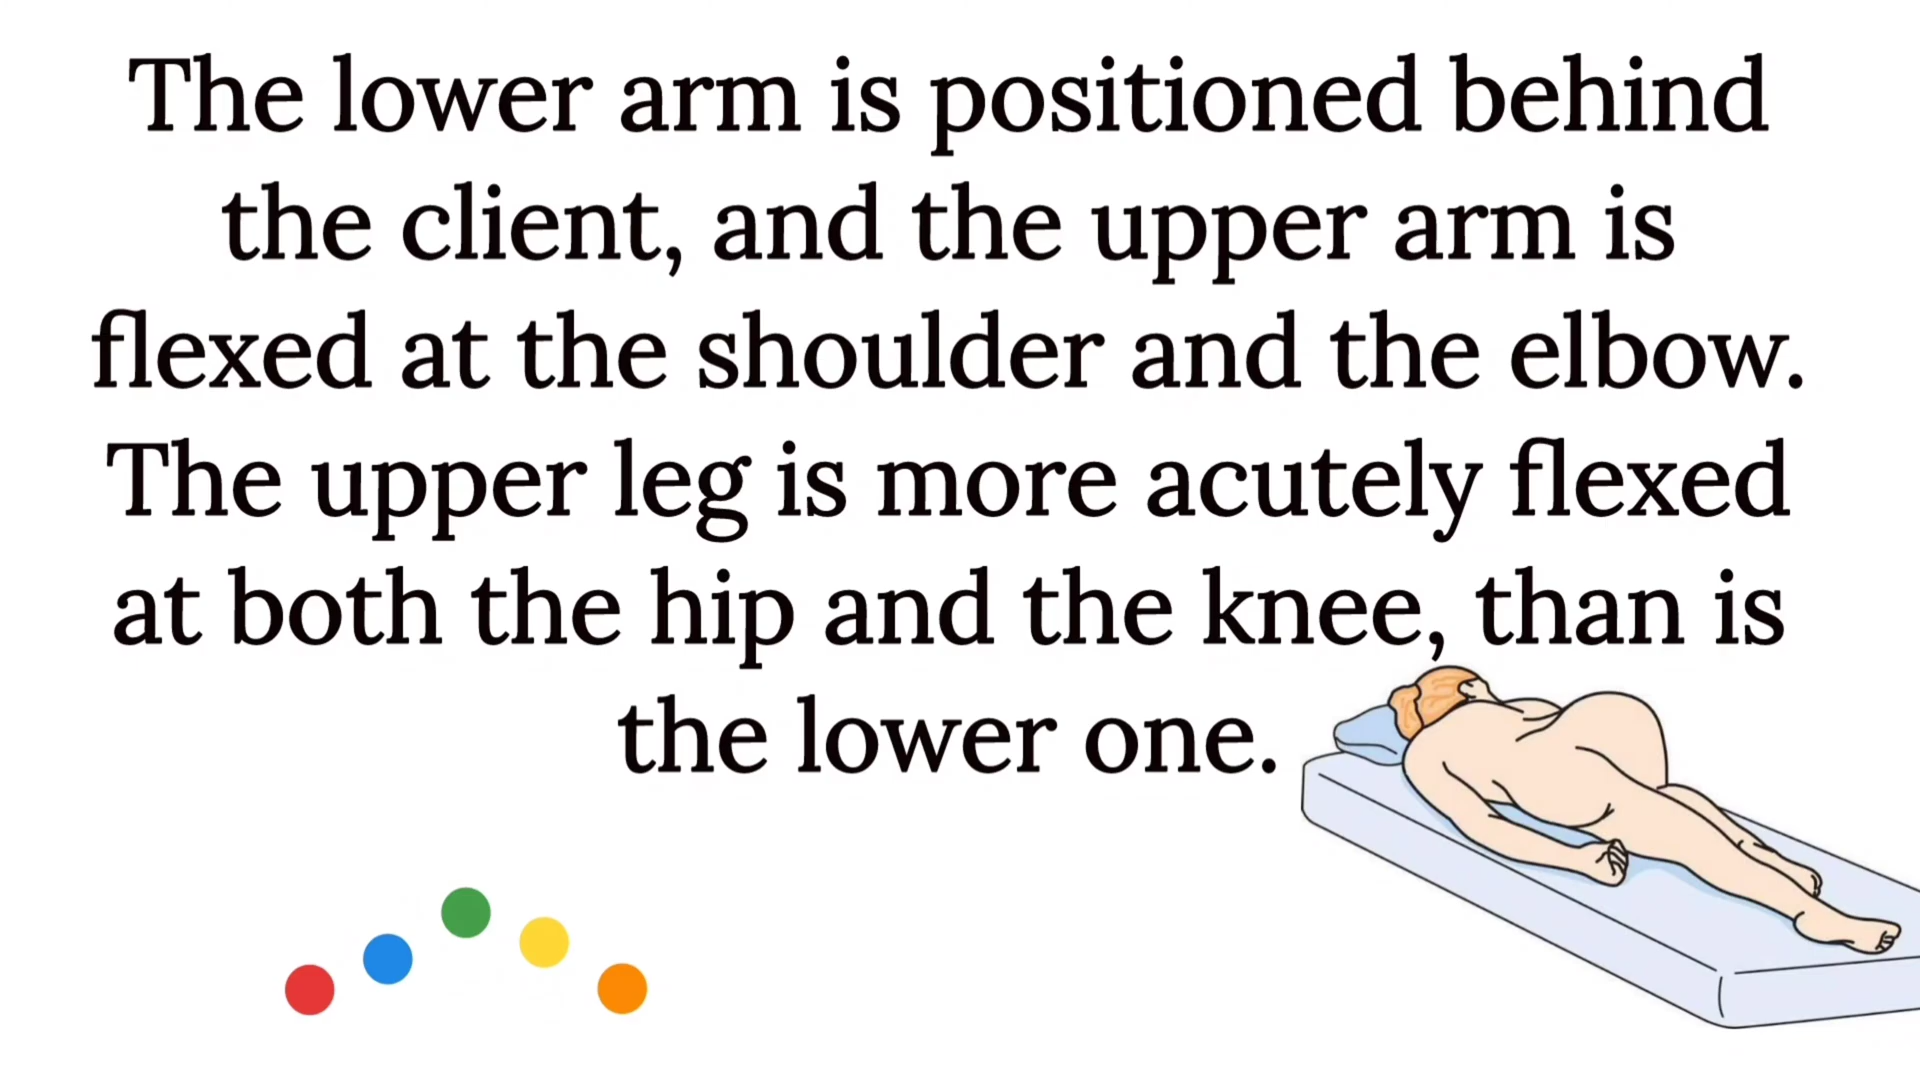 The lower arm is positioned behind
the client, and the upper arm is
flexed at the shoulder and the elbow.
The upper leg is more acutely flexed
at both the hip and the knee, than is
the lower one.